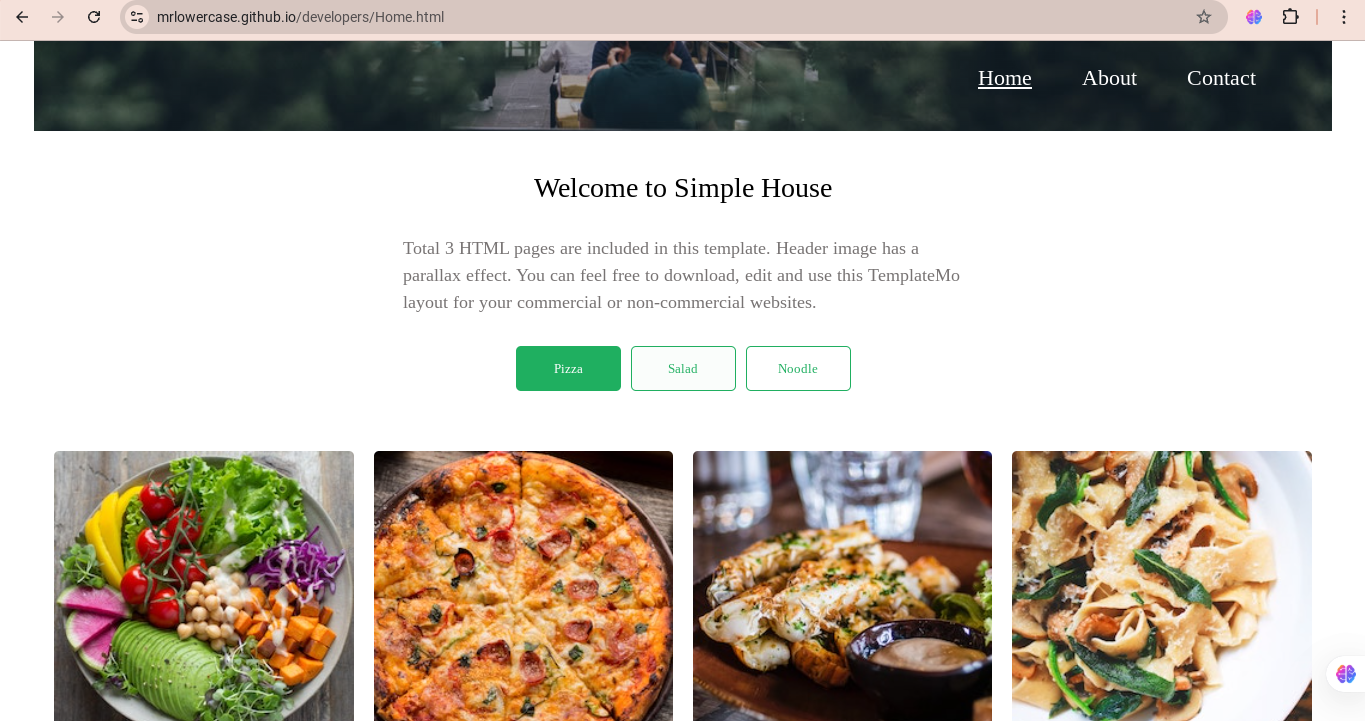 mrlowercase.github.io/developers/Home.html
Home About Contact
Welcome to Simple House
Total 3 HTML pages are included in this template. Header image has a
parallax effect. You can feel free to download, edit and use this TemplateMo
layout for your commercial or non-commercial websites.
Pizza Salad Noodle